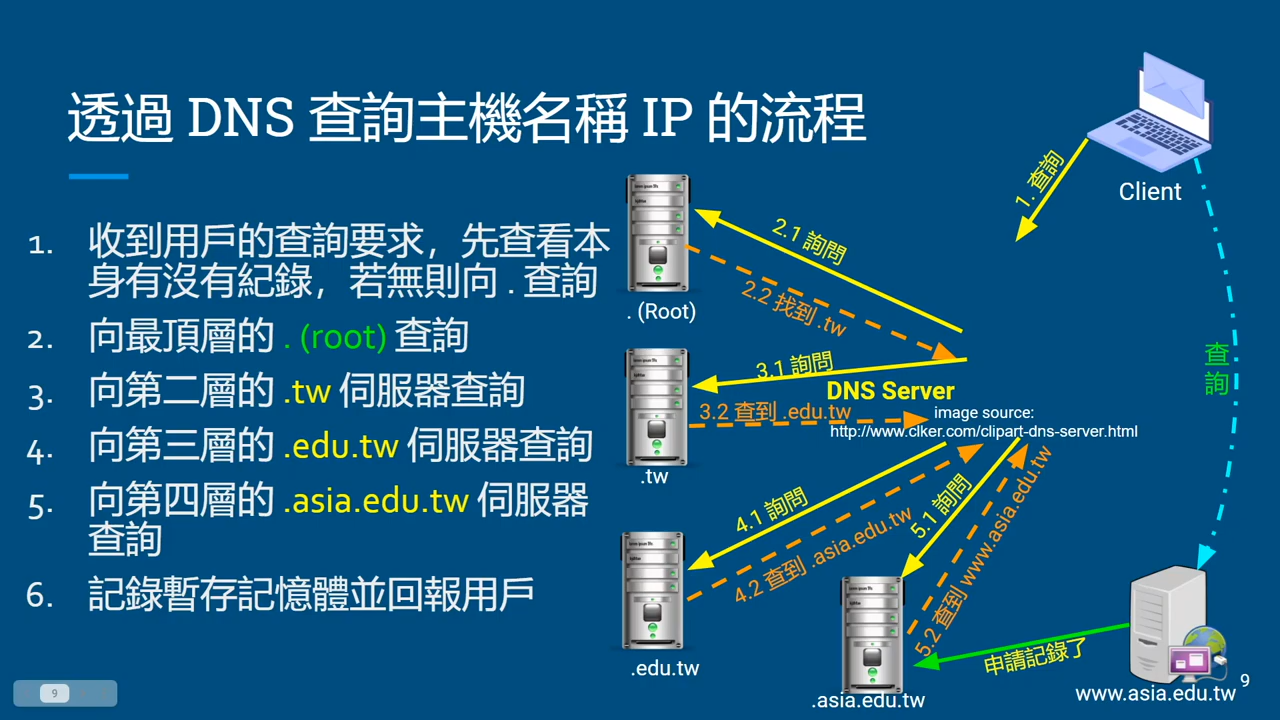 透過 DNS 查詢主機名稱 IP 的流程
1. 收到用戶的查詢要求，先查看本
身有沒有紀錄，若無則向 . 查詢
2. 向最頂層的 . (root) 查詢
3. 向第二層的 .tw 伺服器查詢
4. 向第三層的 .edu.tw 伺服器查詢
5. 向第四層的 .asia.edu.tw 伺服器
查詢
6. 記錄暫存記憶體並回報用戶
Client
1. 查詢
查
詢
2.1 詢問
2.2 找到 .tw
. (Root)
3.1 詢問
DNS Server
3.2 查到 .edu.tw
image source:
http://www.clker.com/clipart-dns-server.html
.tw
4.1 詢問
4.2 查到 .asia.edu.tw
5.1 詢問
5.2 查到 www.asia.edu.tw
.edu.tw
申請記錄了
.asia.edu.tw
www.asia.edu.tw
9
9